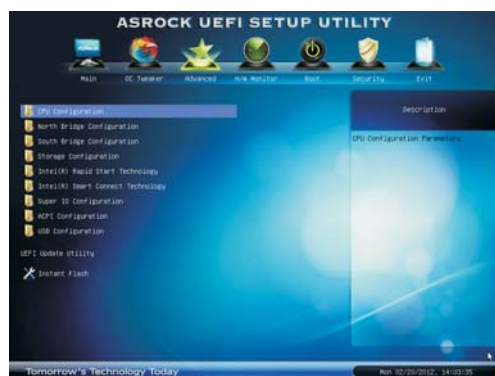 ASROCK UEFI SETUP UTILITY
Main OC Tweaker Advanced H/W Monitor Boot Security Exit
CPU Configuration
North Bridge Configuration
South Bridge Configuration
Storage Configuration
Intel(R) Rapid Start Technology
Intel(R) Smart Connect Technology
Super IO Configuration
ACPI Configuration
USB Configuration
UEFI Update Utility
Instant Flash
Description
CPU Configuration Parameters
Tomorrow's Technology Today
Mon 02/20/2012, 14:03:35